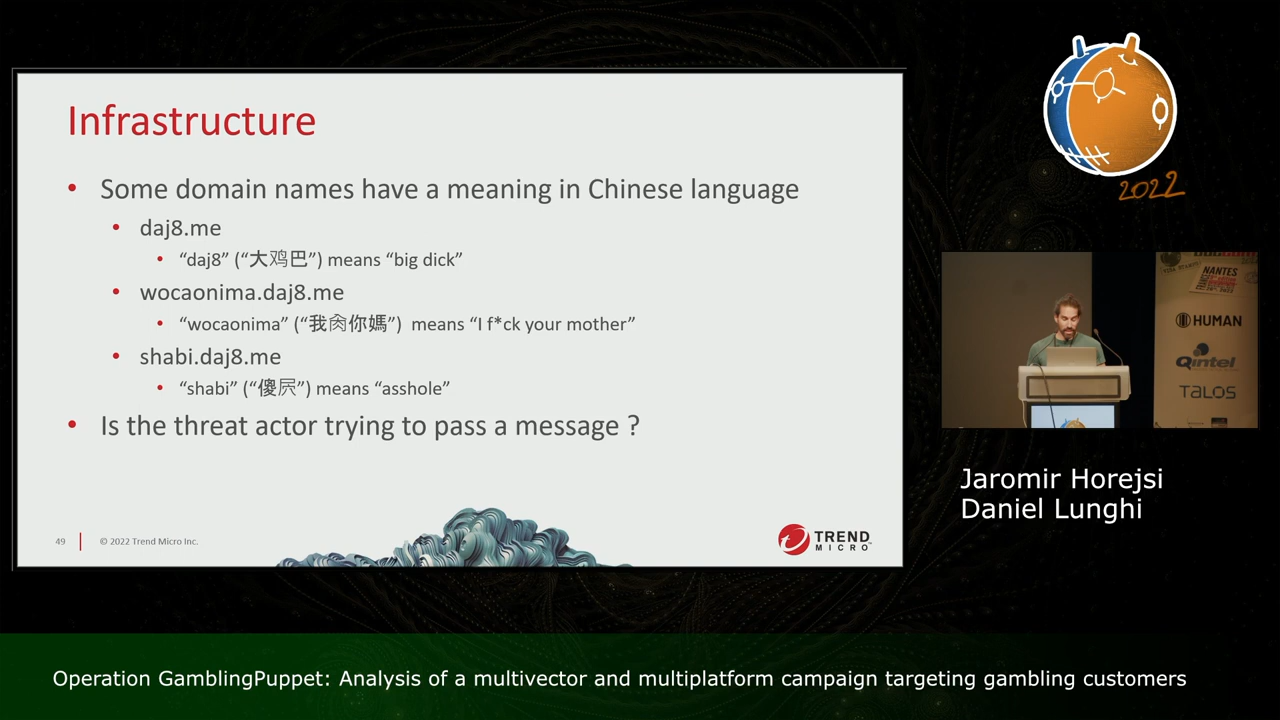 2022
Infrastructure
• Some domain names have a meaning in Chinese language
• daj8.me
• “daj8” (“大鸡巴”) means “big dick”
• wocaonima.daj8.me
• “wocaonima” (“我肏你媽”) means “I f*ck your mother”
• shabi.daj8.me
• “shabi” (“傻屄”) means “asshole”
• Is the threat actor trying to pass a message ?
49
© 2022 Trend Micro Inc.
TREND
MICRO
NANTES
HUMAN
Qintel
TALOS
Jaromir Horejsi
Daniel Lunghi
Operation GamblingPuppet: Analysis of a multivector and multiplatform campaign targeting gambling customers